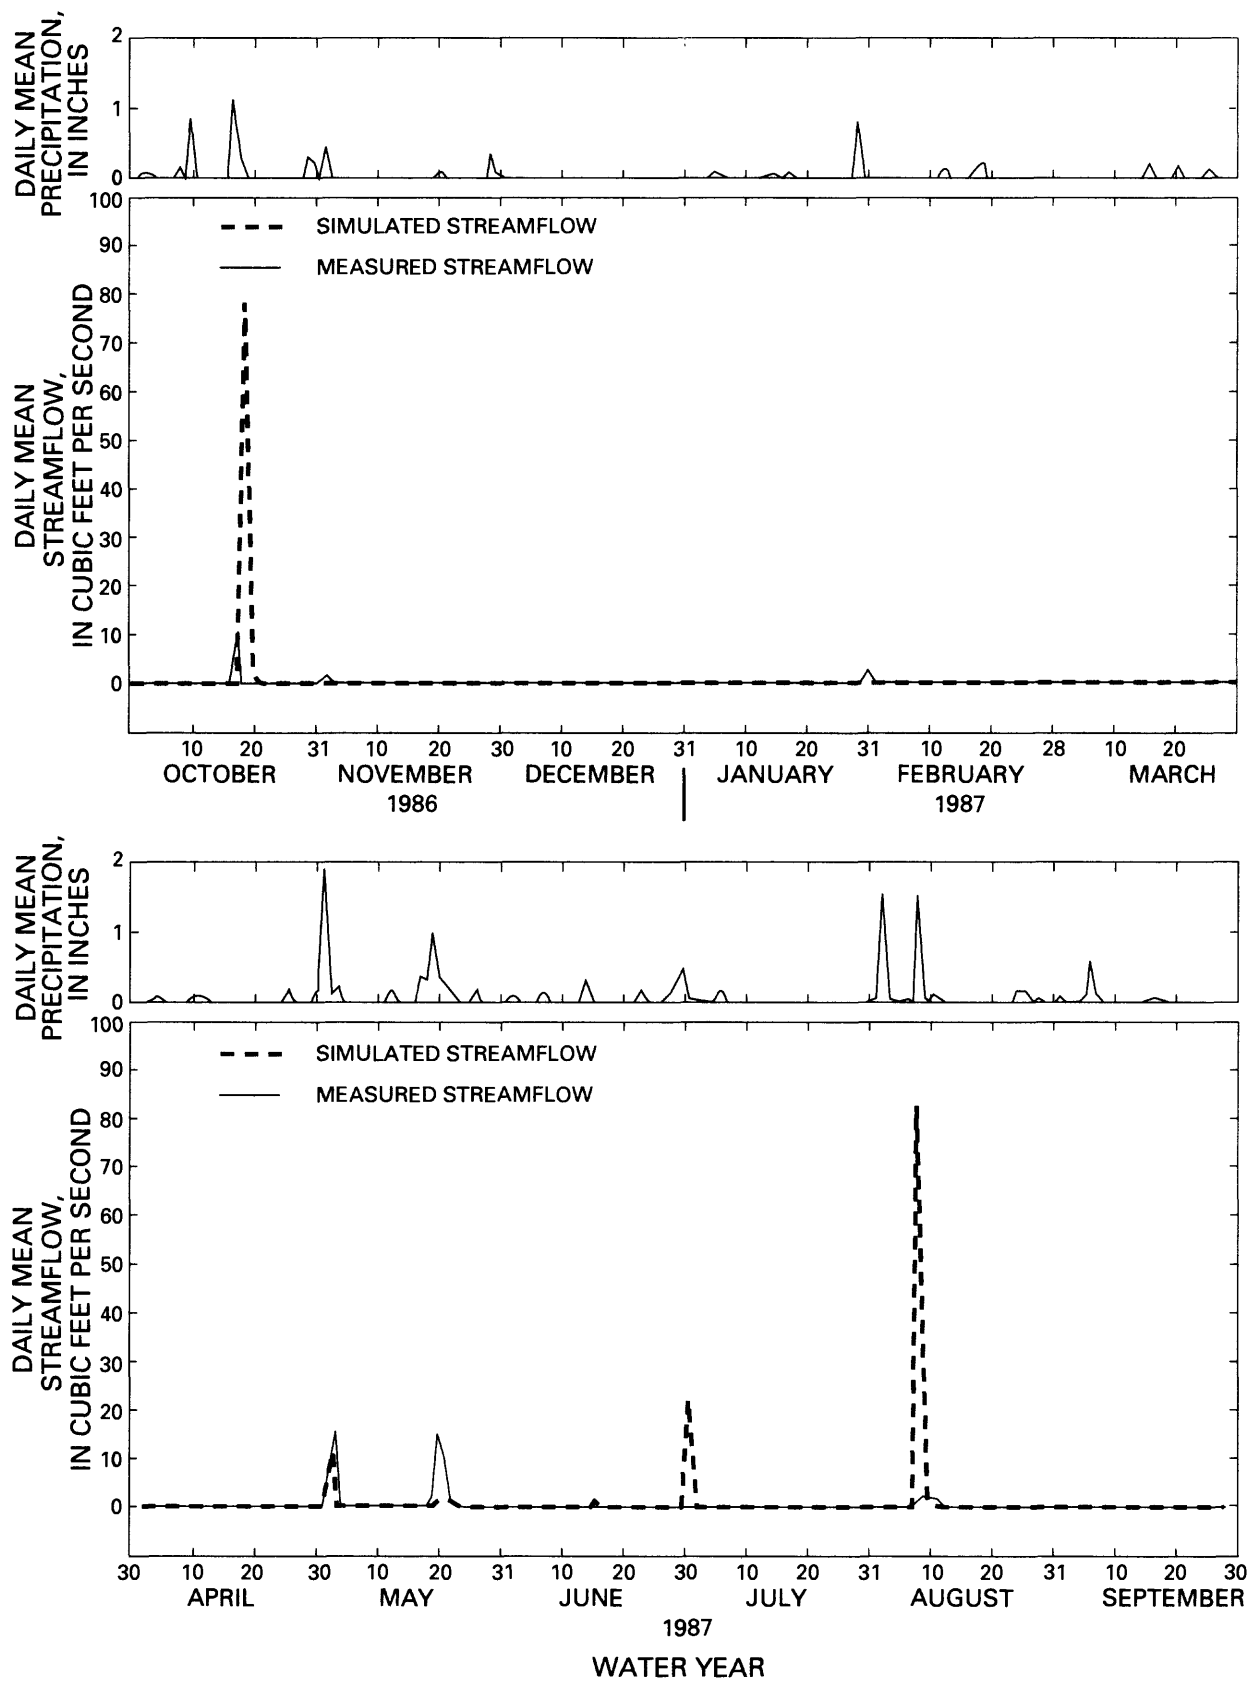 DAILY MEAN
PRECIPITATION,
IN INCHES
2
1
0
DAILY MEAN
STREAMFLOW,
IN CUBIC FEET PER SECOND
100
90
80
70
60
50
40
30
20
10
0
SIMULATED STREAMFLOW
MEASURED STREAMFLOW
10 20 31 10 20 30 10 20 31 10 20 31 10 20 28 10 20
OCTOBER NOVEMBER DECEMBER JANUARY FEBRUARY MARCH
1986 1987
DAILY MEAN
PRECIPITATION,
IN INCHES
2
1
0
DAILY MEAN
STREAMFLOW,
IN CUBIC FEET PER SECOND
100
90
80
70
60
50
40
30
20
10
0
SIMULATED STREAMFLOW
MEASURED STREAMFLOW
30 10 20 30 10 20 31 10 20 30 10 20 31 10 20 31 10 20 30
APRIL MAY JUNE JULY AUGUST SEPTEMBER
1987
WATER YEAR